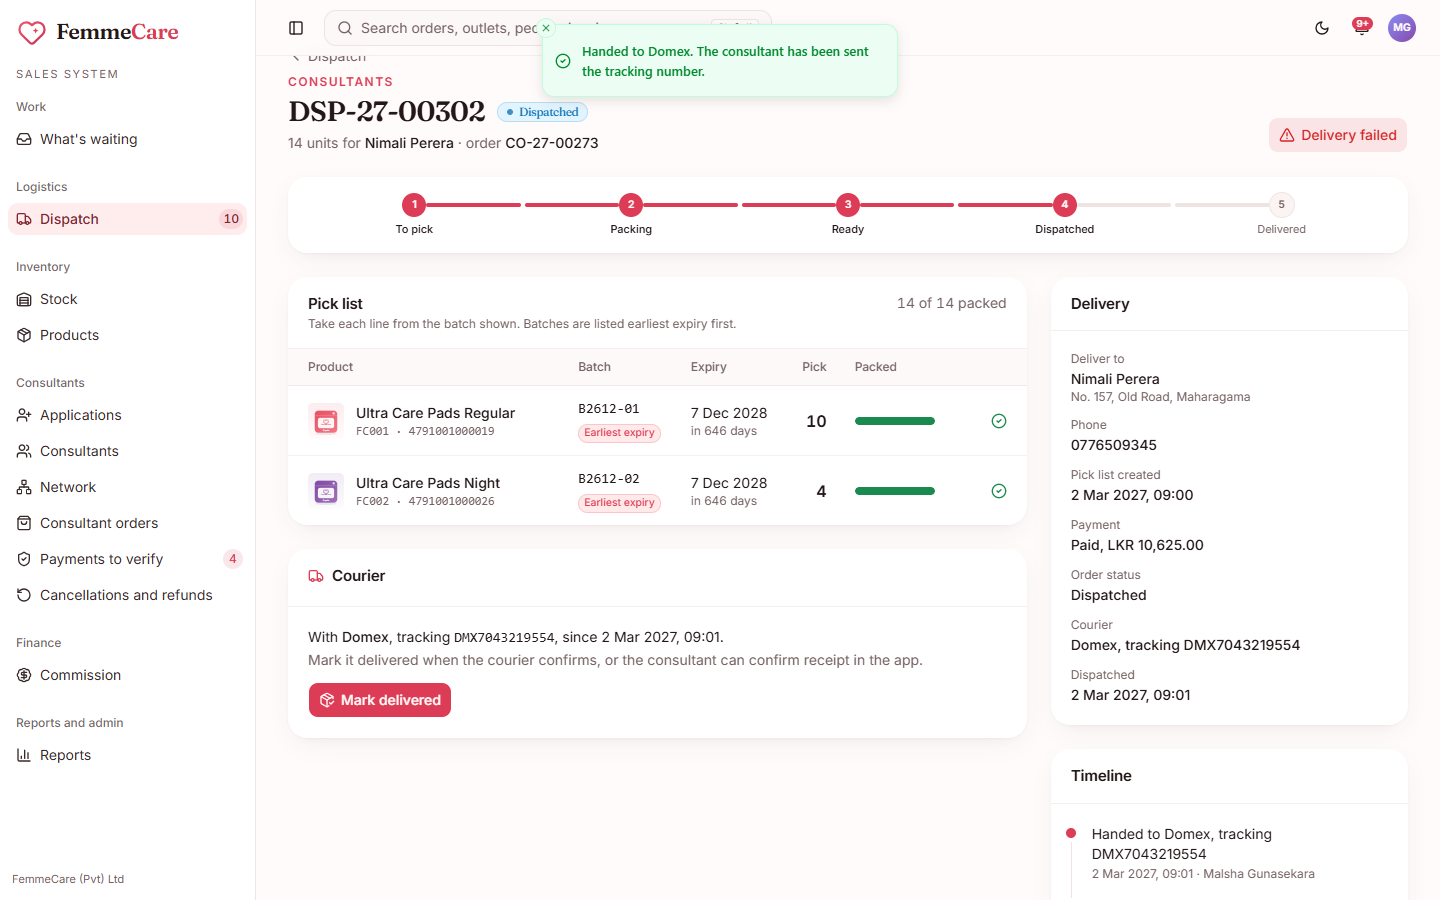 FemmeCare
SALES SYSTEM
Work
What's waiting
Logistics
Dispatch 10
Inventory
Stock
Products
Consultants
Applications
Consultants
Network
Consultant orders
Payments to verify 4
Cancellations and refunds
Finance
Commission
Reports and admin
Reports
FemmeCare (Pvt) Ltd
Search orders, outlets,
9+
MG
Handed to Domex. The consultant has been sent
the tracking number.
Dispatch
CONSULTANTS
DSP-27-00302 Dispatched
14 units for Nimali Perera · order CO-27-00273
Delivery failed
1 2 3 4 5
To pick Packing Ready Dispatched Delivered
Pick list 14 of 14 packed
Take each line from the batch shown. Batches are listed earliest expiry first.
Product Batch Expiry Pick Packed
Ultra Care Pads Regular B2612-01 7 Dec 2028 10
FC001 · 4791001000019 Earliest expiry in 646 days
Ultra Care Pads Night B2612-02 7 Dec 2028 4
FC002 · 4791001000026 Earliest expiry in 646 days
Courier
With Domex, tracking DMX7043219554, since 2 Mar 2027, 09:01.
Mark it delivered when the courier confirms, or the consultant can confirm receipt in the app.
Mark delivered
Delivery
Deliver to
Nimali Perera
No. 157, Old Road, Maharagama
Phone
0776509345
Pick list created
2 Mar 2027, 09:00
Payment
Paid, LKR 10,625.00
Order status
Dispatched
Courier
Domex, tracking DMX7043219554
Dispatched
2 Mar 2027, 09:01
Timeline
Handed to Domex, tracking
DMX7043219554
2 Mar 2027, 09:01 · Malsha Gunasekara